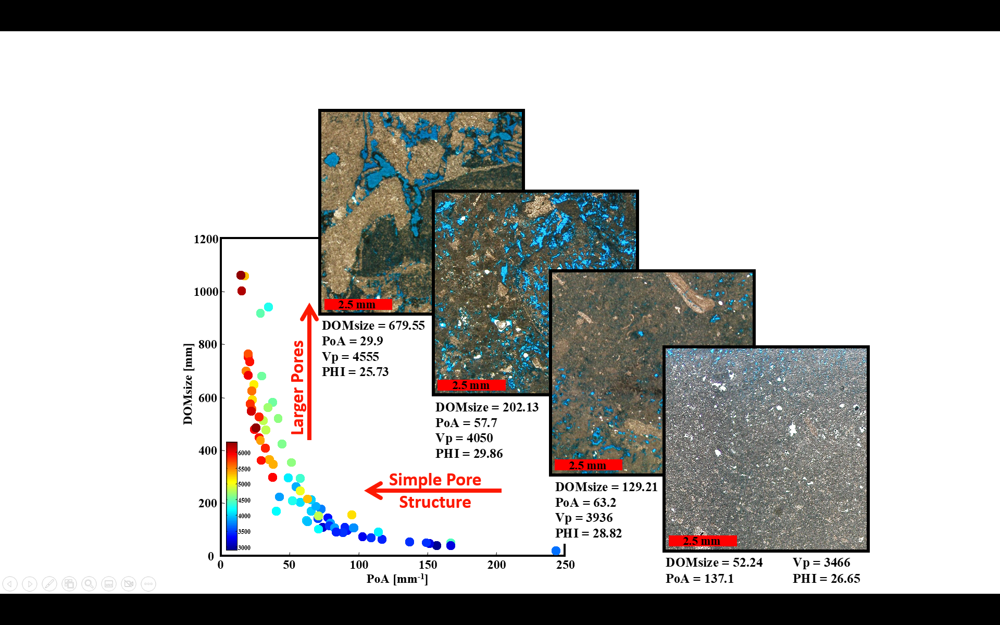 2.5 mm
DOMsize = 679.55
PoA = 29.9
Vp = 4555
PHI = 25.73
2.5 mm
DOMsize = 202.13
PoA = 57.7
Vp = 4050
PHI = 29.86
2.5 mm
DOMsize = 129.21
PoA = 63.2
Vp = 3936
PHI = 28.82
2.5 mm
DOMsize = 52.24
PoA = 137.1
Vp = 3466
PHI = 26.65
Larger Pores
Simple Pore
Structure
DOMsize [mm]
1200
1000
800
600
400
200
0
6000
5500
5000
4500
4000
3500
3000
0 50 100 150 200 250
PoA [mm-1]